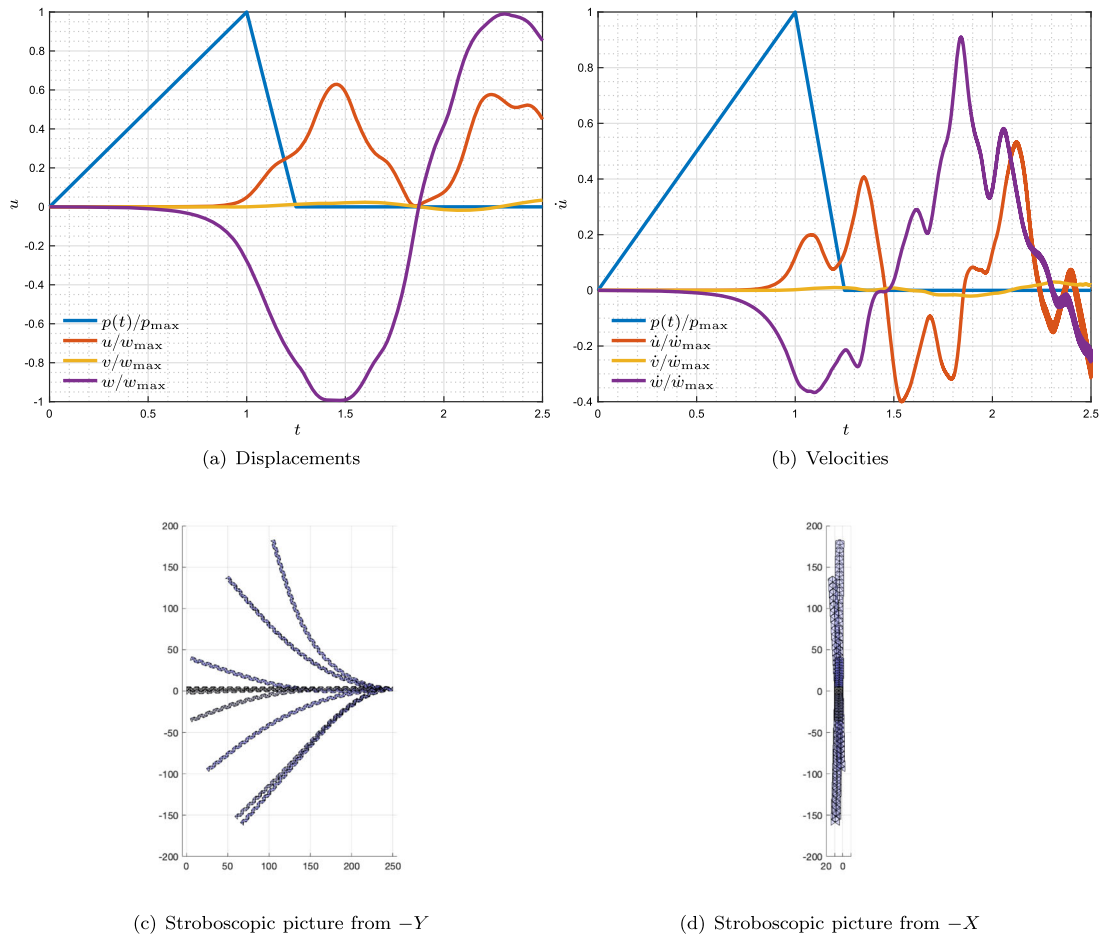 1
0.8
0.6
0.4
0.2
0
-0.2
-0.4
-0.6
-0.8
-1
u
p(t)/p_max
u/w_max
v/w_max
w/w_max
0 0.5 1 1.5 2 2.5
t
(a) Displacements
1
0.8
0.6
0.4
0.2
0
-0.2
-0.4
u̇
p(t)/p_max
u̇/ẇ_max
v̇/ẇ_max
ẇ/ẇ_max
0 0.5 1 1.5 2 2.5
t
(b) Velocities
200
150
100
50
0
-50
-100
-150
-200
0 50 100 150 200 250
(c) Stroboscopic picture from −Y
200
150
100
50
0
-50
-100
-150
-200
20 0
(d) Stroboscopic picture from −X